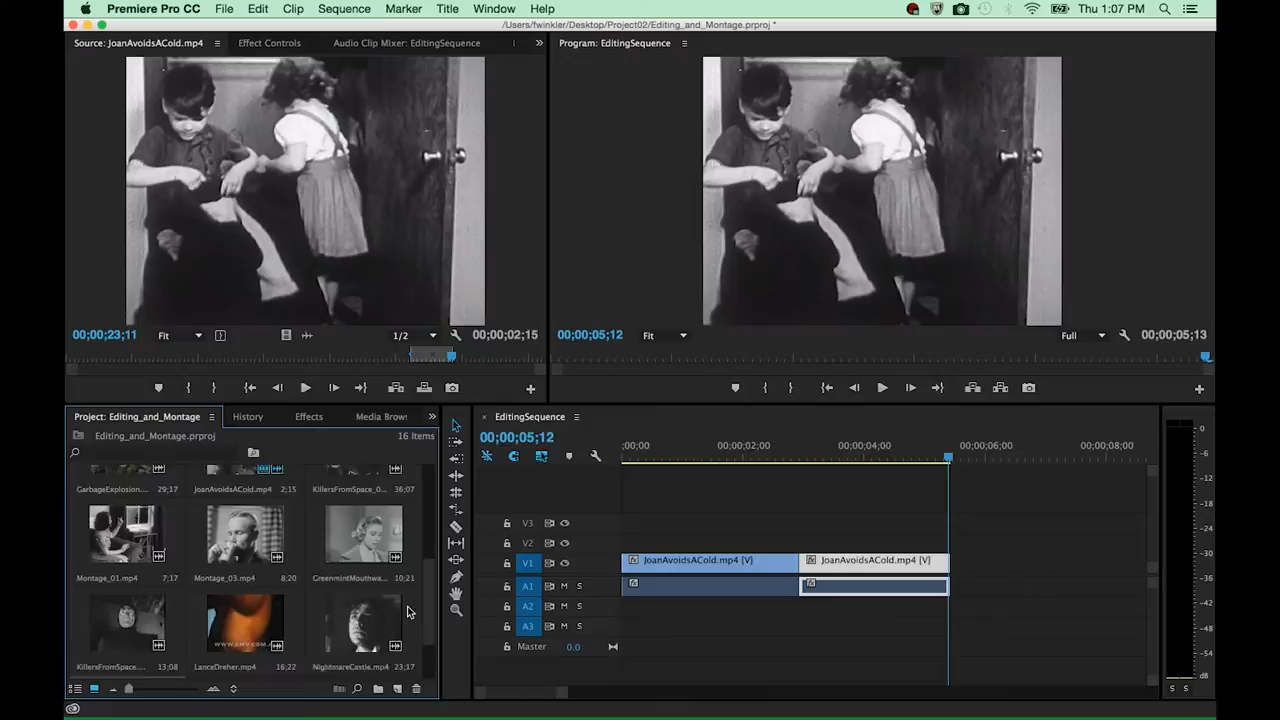 Premiere Pro CC File Edit Clip Sequence Marker Title Window Help Thu 1:07 PM
/Users/fwinkler/Desktop/Project02/Editing_and_Montage.prproj *
Source: JoanAvoidsACold.mp4 Effect Controls Audio Clip Mixer: EditingSequence Program: EditingSequence
00;00;23;11 Fit 1/2 00;00;02;15 00;00;05;12 Fit Full 00;00;05;13
Project: Editing_and_Montage History Effects Media Brows EditingSequence
Editing_and_Montage.prproj 16 Items
00;00;05;12
;00;00 00;00;02;00 00;00;04;00 00;00;06;00 00;00;08;00
GarbageExplosion.... 29;17 JoanAvoidsACold.mp4 2;15 KillersFromSpace_0... 36;07
V3
V2
V1 fx JoanAvoidsACold.mp4 [V] fx JoanAvoidsACold.mp4 [V]
Montage_01.mp4 7;17 Montage_03.mp4 8;20 GreenmintMouthwa... 10;21
A1 M S
A2 M S
A3 M S
WWW.GMV.COM
Master 0.0
KillersFromSpace.... 13;08 LanceDreher.mp4 16;22 NightmareCastle.mp4 23;17
0
-6
-12
-18
-24
-30
-36
-42
-48
-54
dB
S S